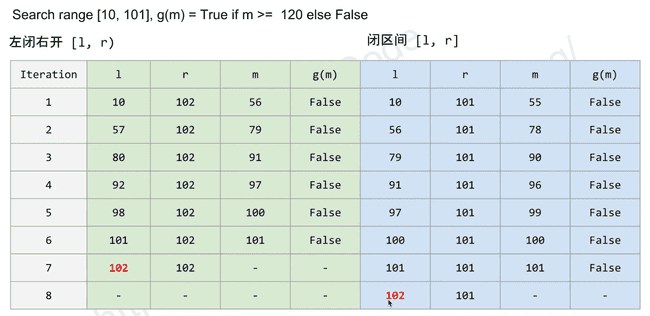 Search range [10, 101], g(m) = True if m >= 120 else False
左闭右开 [l, r) 闭区间 [l, r]
Iteration l r m g(m) l r m g(m)
1 10 102 56 False 10 101 55 False
2 57 102 79 False 56 101 78 False
3 80 102 91 False 79 101 90 False
4 92 102 97 False 91 101 96 False
5 98 102 100 False 97 101 99 False
6 101 102 101 False 100 101 100 False
7 102 102 - - 101 101 101 False
8 - - - - 102 101 - -